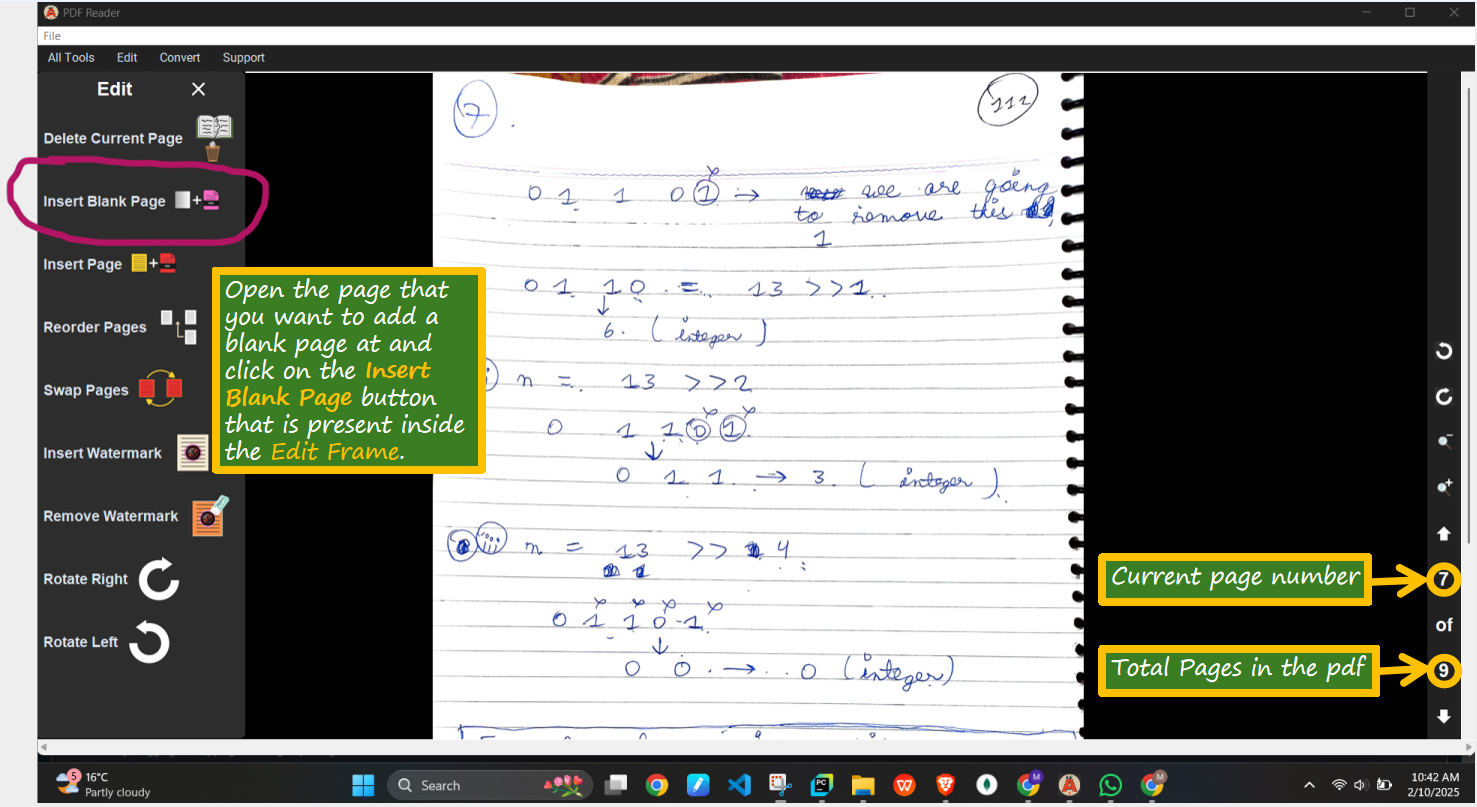 PDF Reader
File
All Tools Edit Convert Support
Edit
Delete Current Page
Insert Blank Page
Insert Page
Reorder Pages
Swap Pages
Insert Watermark
Remove Watermark
Rotate Right
Rotate Left
Open the page that
you want to add a
blank page at and
click on the Insert
Blank Page button
that is present inside
the Edit Frame.
7
111
0 1 1 0 1 → we are going
to remove this
1
0 1 1 0 = 13 >>1
6. (integer)
n = 13 >>2
0 1 1 0 1
0 1 1 → 3. (integer).
iii n = 13 >> 4
0 1 1 0 1
0 0 → 0 (integer)
Current page number
7
of
Total Pages in the pdf
9
5
16°C
Partly cloudy
Search
10:42 AM
2/10/2025